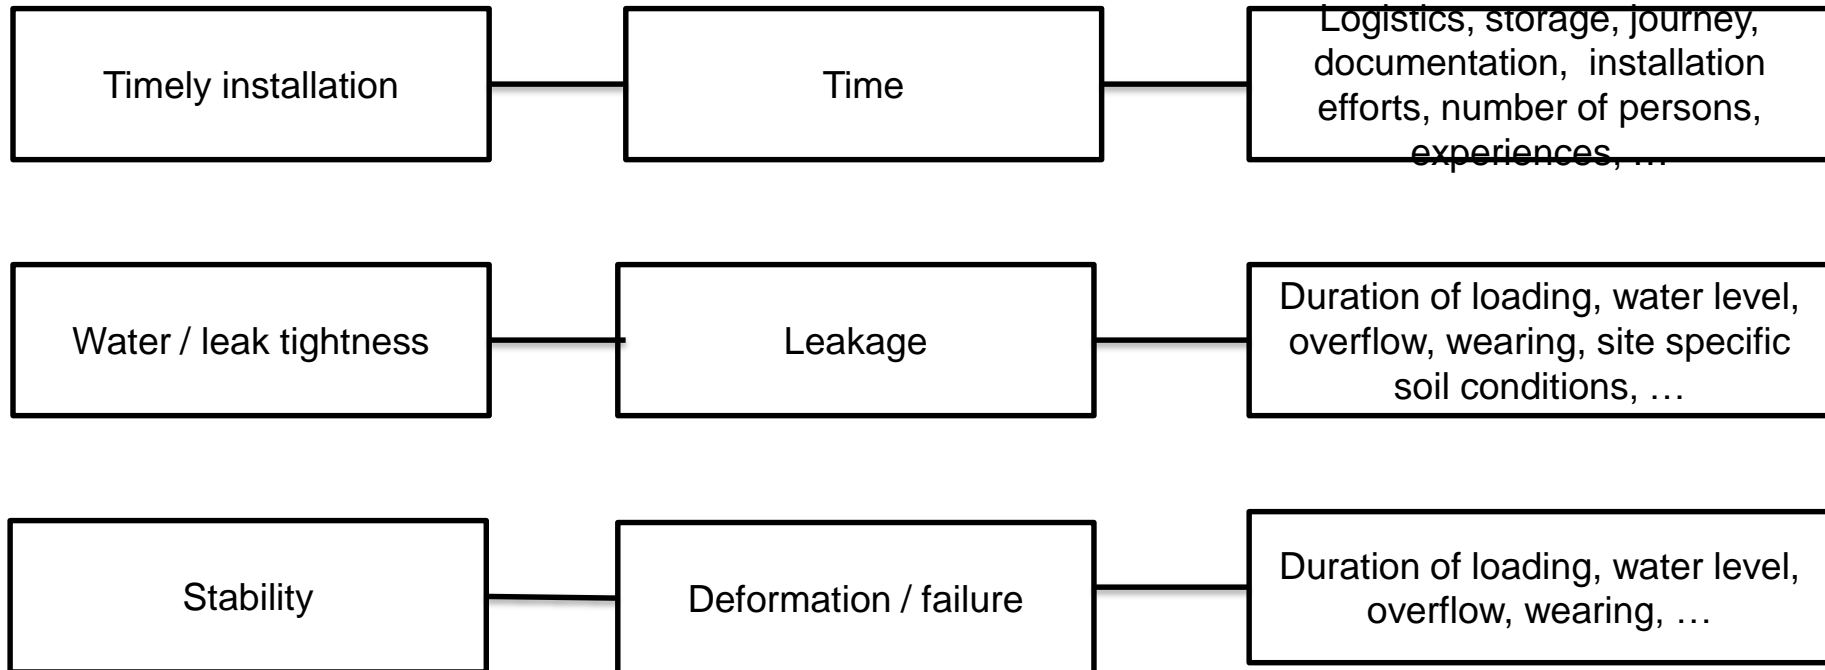 Timely installation
Time
Logistics, storage, journey,
documentation, installation
efforts, number of persons,
experiences, …
Water / leak tightness
Leakage
Duration of loading, water level,
overflow, wearing, site specific
soil conditions, …
Stability
Deformation / failure
Duration of loading, water level,
overflow, wearing, …